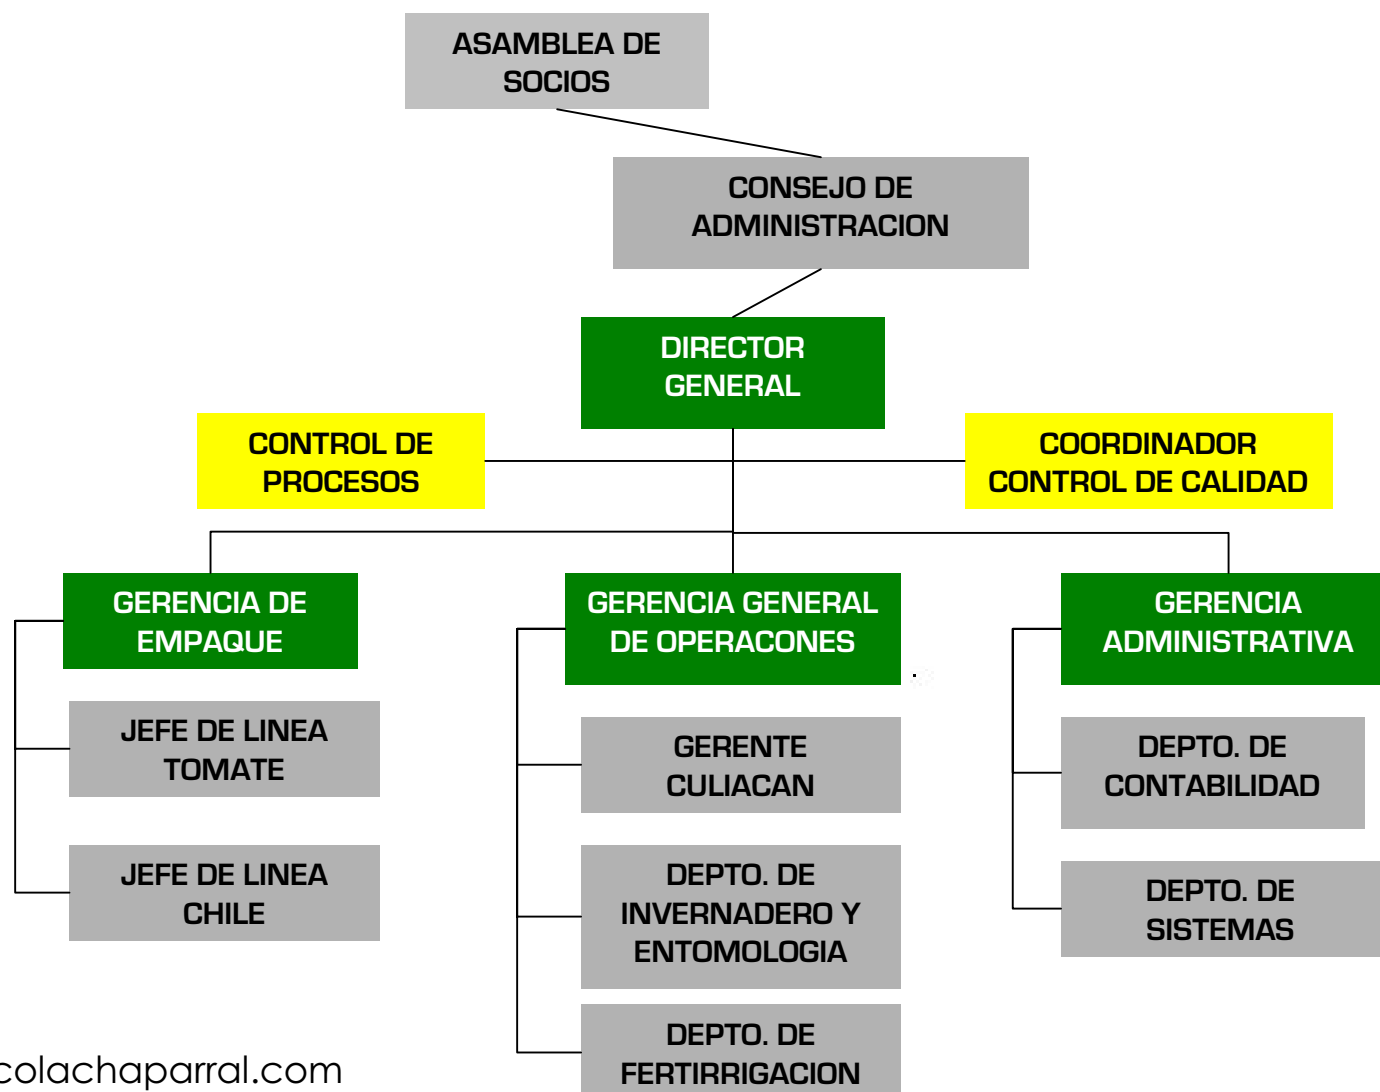 ASAMBLEA DE
SOCIOS
CONSEJO DE
ADMINISTRACION
DIRECTOR
GENERAL
CONTROL DE
PROCESOS
COORDINADOR
CONTROL DE CALIDAD
GERENCIA DE
EMPAQUE
GERENCIA GENERAL
DE OPERACONES
GERENCIA
ADMINISTRATIVA
JEFE DE LINEA
TOMATE
GERENTE
CULIACAN
DEPTO. DE
CONTABILIDAD
JEFE DE LINEA
CHILE
DEPTO. DE
INVERNADERO Y
ENTOMOLOGIA
DEPTO. DE
SISTEMAS
DEPTO. DE
FERTIRRIGACION
colachaparral.com